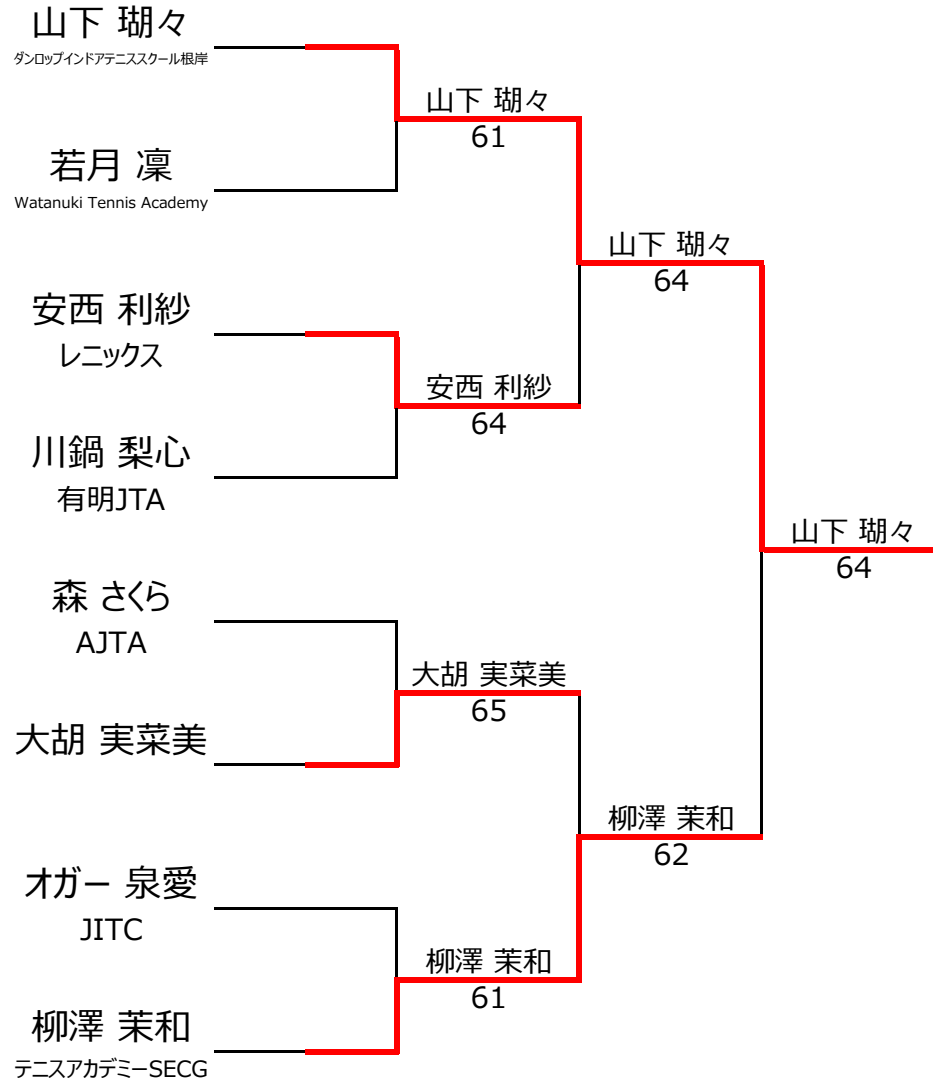 山下 瑚々
ダンロップインドアテニススクール根岸
若月 凜
Watanuki Tennis Academy
安西 利紗
レニックス
川鍋 梨心
有明JTA
森 さくら
AJTA
大胡 実菜美
オガー 泉愛
JITC
柳澤 茉和
テニスアカデミーSECG
山下 瑚々
61
安西 利紗
64
大胡 実菜美
65
柳澤 茉和
61
山下 瑚々
64
柳澤 茉和
62
山下 瑚々
64